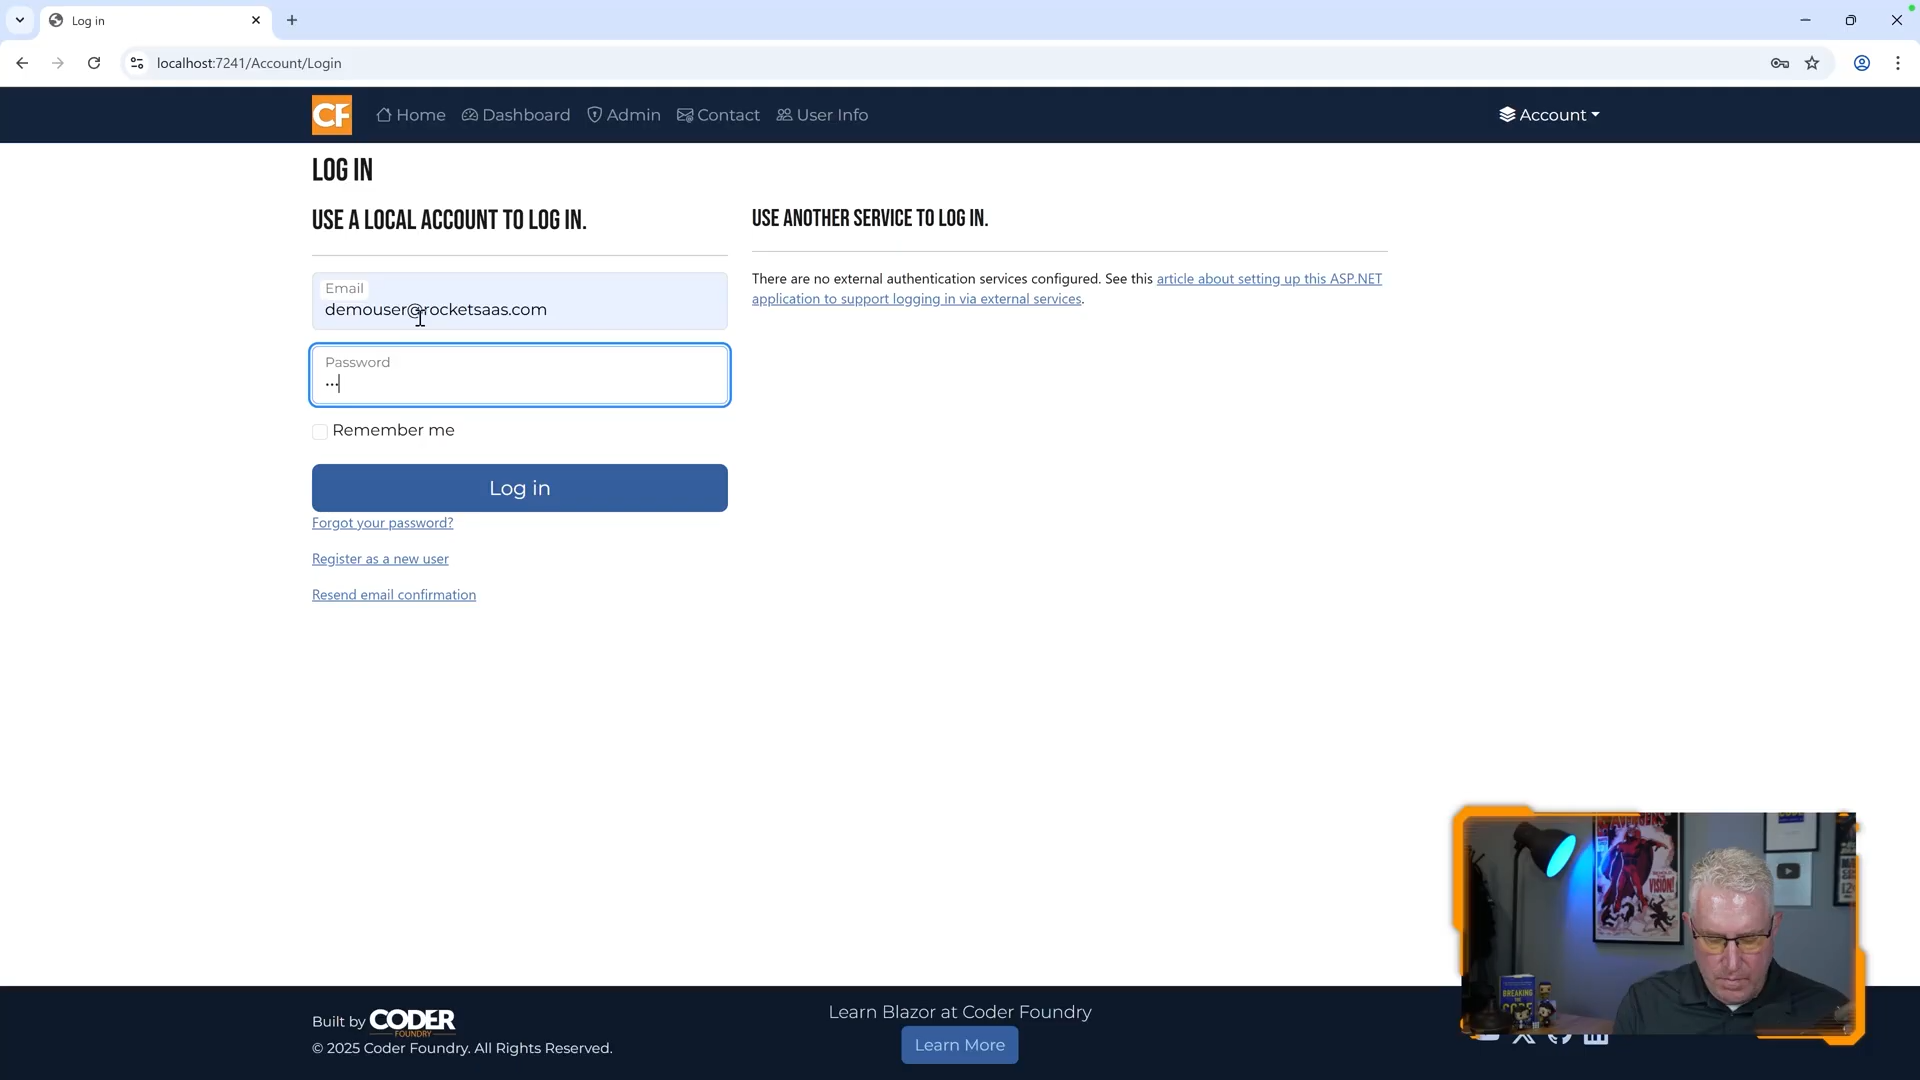 Log in
localhost:7241/Account/Login
CF
Home
Dashboard
Admin
Contact
User Info
Account
LOG IN
USE A LOCAL ACCOUNT TO LOG IN.
Email
demouser@rocketsaas.com
Password
•••
Remember me
Log in
Forgot your password?
Register as a new user
Resend email confirmation
USE ANOTHER SERVICE TO LOG IN.
There are no external authentication services configured. See this article about setting up this ASP.NET
application to support logging in via external services.
VISION!
BREAKING
THE
CODE
Built by CODER
FOUNDRY
© 2025 Coder Foundry. All Rights Reserved.
Learn Blazor at Coder Foundry
Learn More